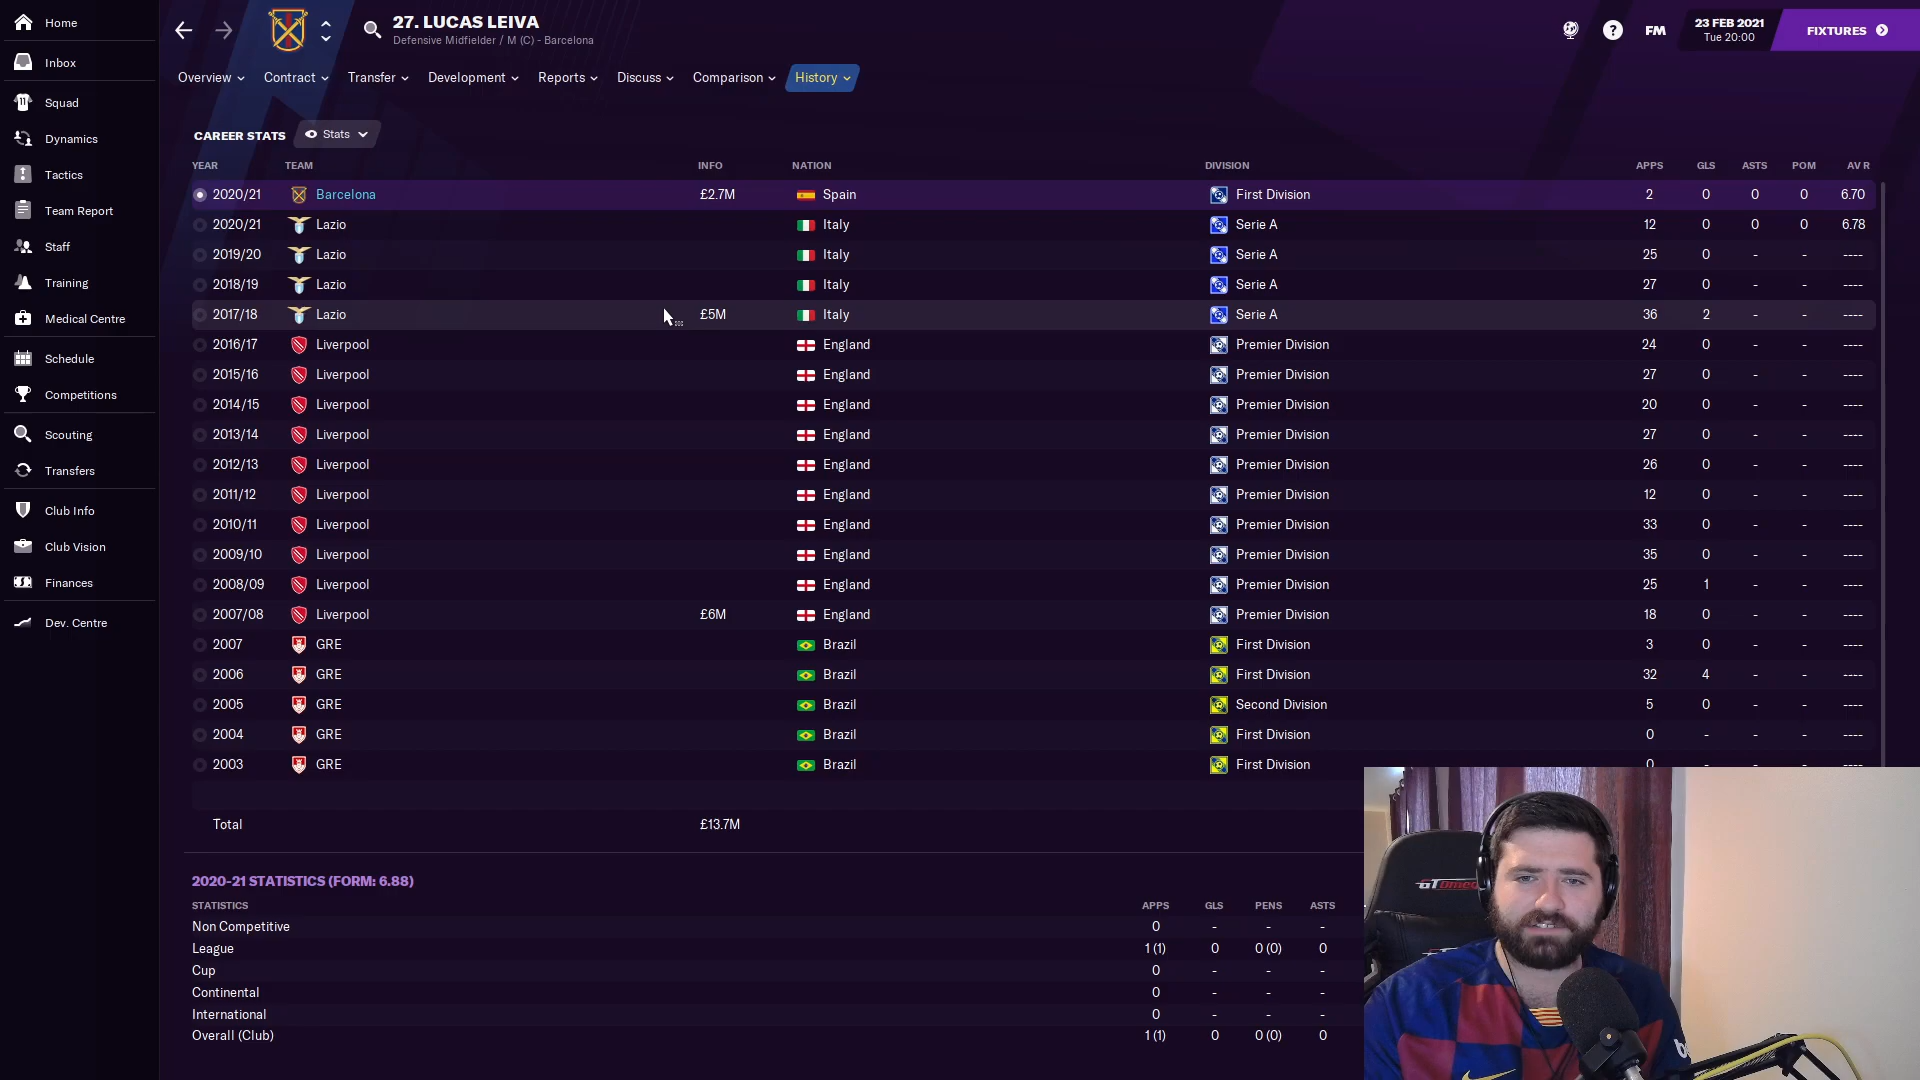 27. LUCAS LEIVA
Defensive Midfielder / M (C) - Barcelona
FM
23 FEB 2021
Tue 20:00
FIXTURES
Home
Inbox
Squad
Dynamics
Tactics
Team Report
Staff
Training
Medical Centre
Schedule
Competitions
Scouting
Transfers
Club Info
Club Vision
Finances
Dev. Centre
Overview Contract Transfer Development Reports Discuss Comparison History
CAREER STATS Stats
YEAR TEAM INFO NATION DIVISION APPS GLS ASTS POM AV R
2020/21 Barcelona £2.7M Spain First Division 2 0 0 0 6.70
2020/21 Lazio Italy Serie A 12 0 0 0 6.78
2019/20 Lazio Italy Serie A 25 0 - - ----
2018/19 Lazio Italy Serie A 27 0 - - ----
2017/18 Lazio £5M Italy Serie A 36 2 - - ----
2016/17 Liverpool England Premier Division 24 0 - - ----
2015/16 Liverpool England Premier Division 27 0 - - ----
2014/15 Liverpool England Premier Division 20 0 - - ----
2013/14 Liverpool England Premier Division 27 0 - - ----
2012/13 Liverpool England Premier Division 26 0 - - ----
2011/12 Liverpool England Premier Division 12 0 - - ----
2010/11 Liverpool England Premier Division 33 0 - - ----
2009/10 Liverpool England Premier Division 35 0 - - ----
2008/09 Liverpool England Premier Division 25 1 - - ----
2007/08 Liverpool £6M England Premier Division 18 0 - - ----
2007 GRE Brazil First Division 3 0 - - ----
2006 GRE Brazil First Division 32 4 - - ----
2005 GRE Brazil Second Division 5 0 - - ----
2004 GRE Brazil First Division 0 - - - ----
2003 GRE Brazil First Division 0 - - - ----
Total £13.7M
2020-21 STATISTICS (FORM: 6.88)
STATISTICS APPS GLS PENS ASTS
Non Competitive 0 - - -
League 1 (1) 0 0 (0) 0
Cup 0 - - -
Continental 0 - - -
International 0 - - -
Overall (Club) 1 (1) 0 0 (0) 0